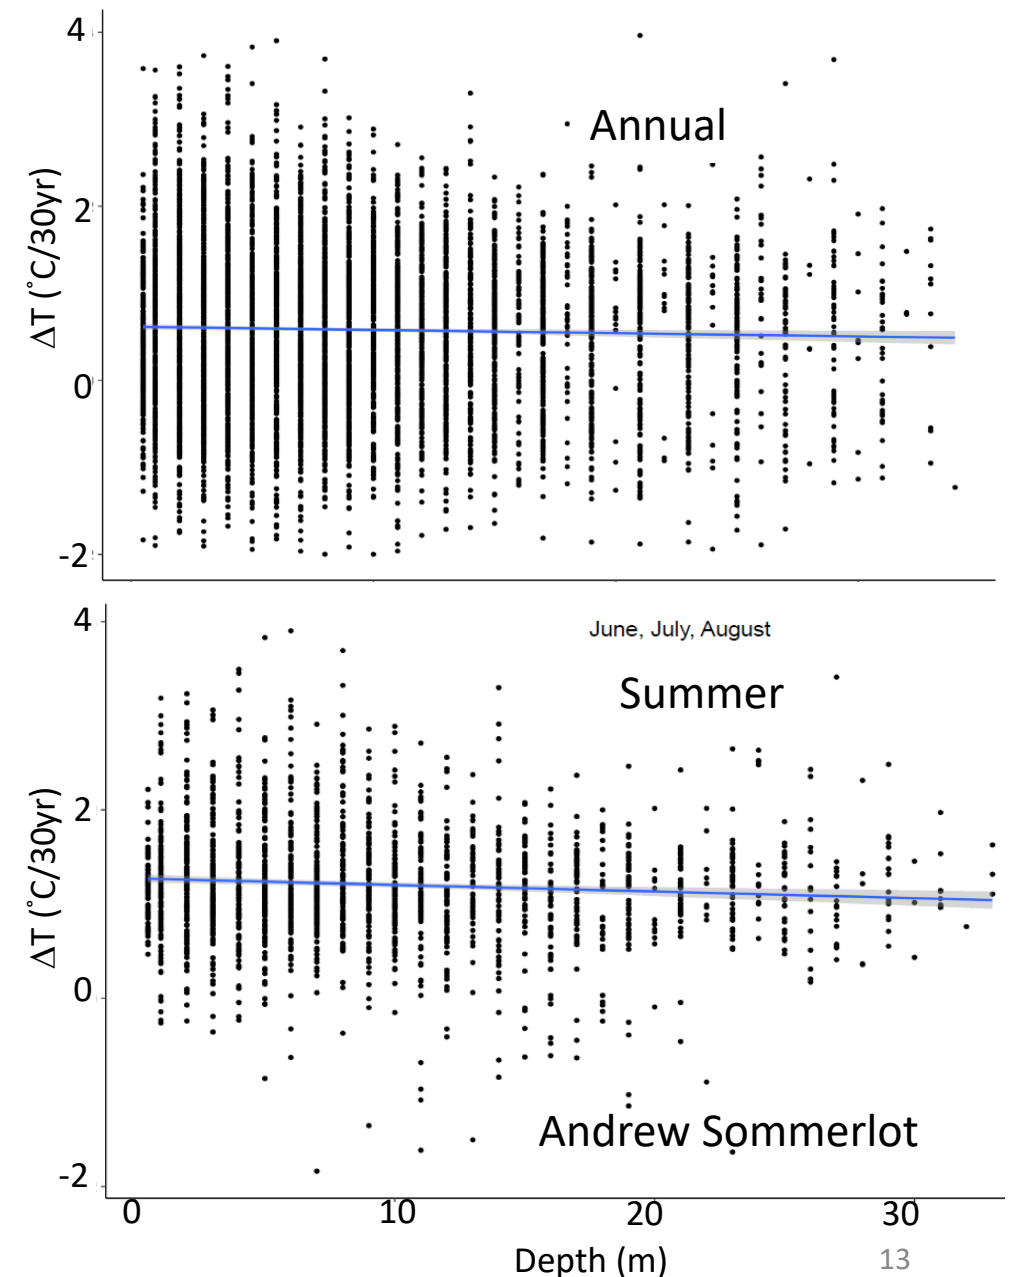 4
Annual
2
ΔT (˚C/30yr)
0
-2
4
June, July, August
Summer
2
ΔT (˚C/30yr)
0
Andrew Sommerlot
-2
0 10 20 30
Depth (m)
13